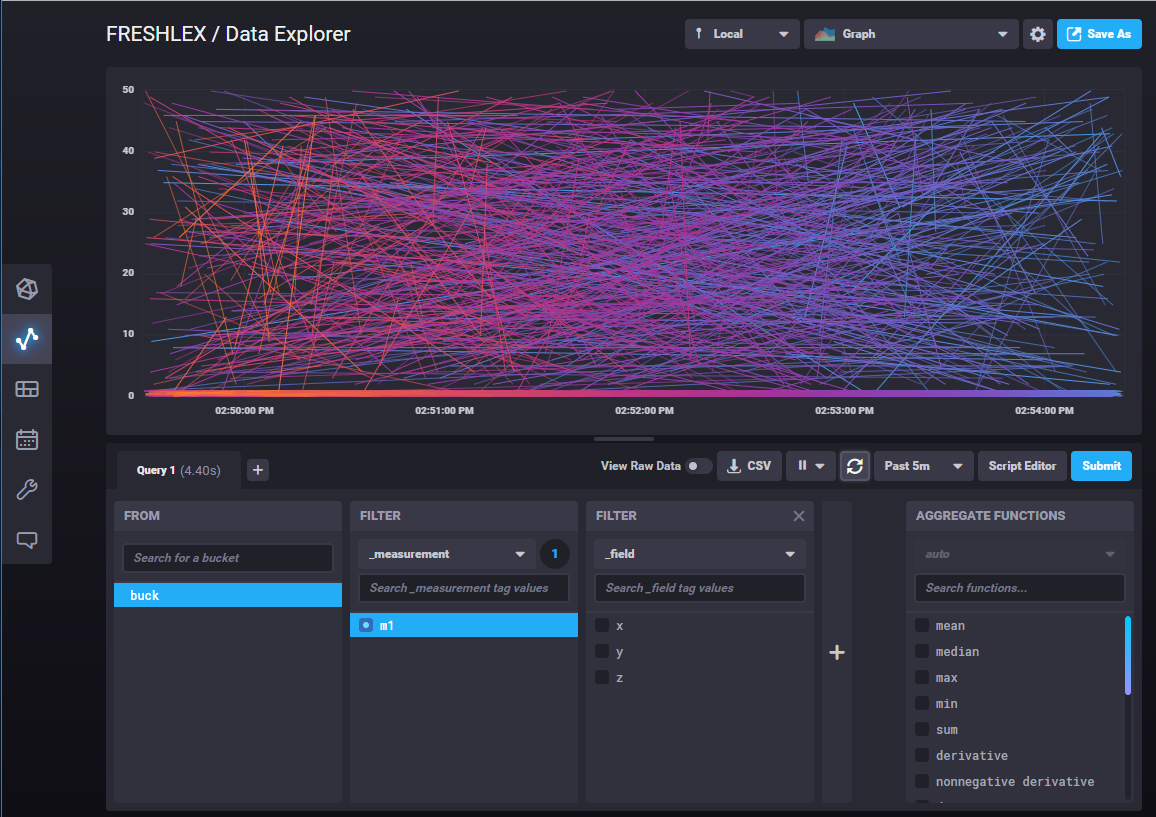 FRESHLEX / Data Explorer
Local
Graph
Save As
50
40
30
20
10
0
02:50:00 PM
02:51:00 PM
02:52:00 PM
02:53:00 PM
02:54:00 PM
Query 1 (4.40s)
+
View Raw Data
CSV
Past 5m
Script Editor
Submit
FROM
Search for a bucket
buck
FILTER
_measurement
1
Search _measurement tag values
m1
FILTER
_field
Search _field tag values
x
y
z
+
AGGREGATE FUNCTIONS
auto
Search functions...
mean
median
max
min
sum
derivative
nonnegative derivative